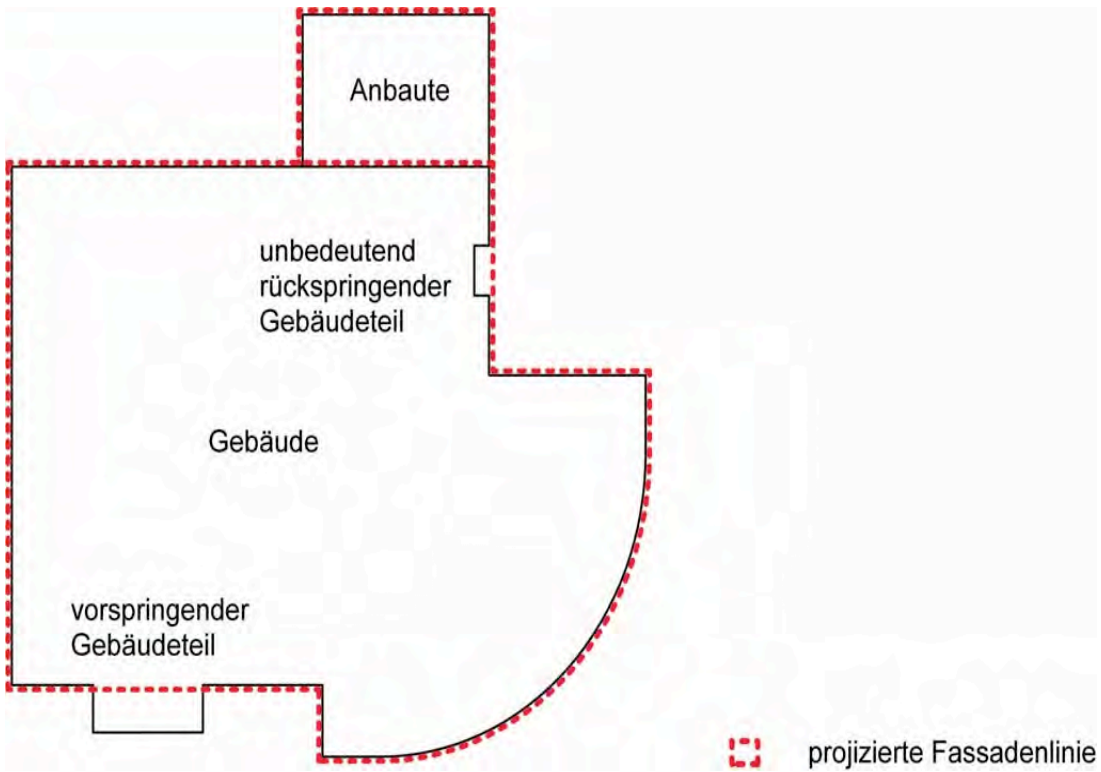 Anbaute
unbedeutend
rückspringender
Gebäudeteil
Gebäude
vorspringender
Gebäudeteil
projizierte Fassadenlinie